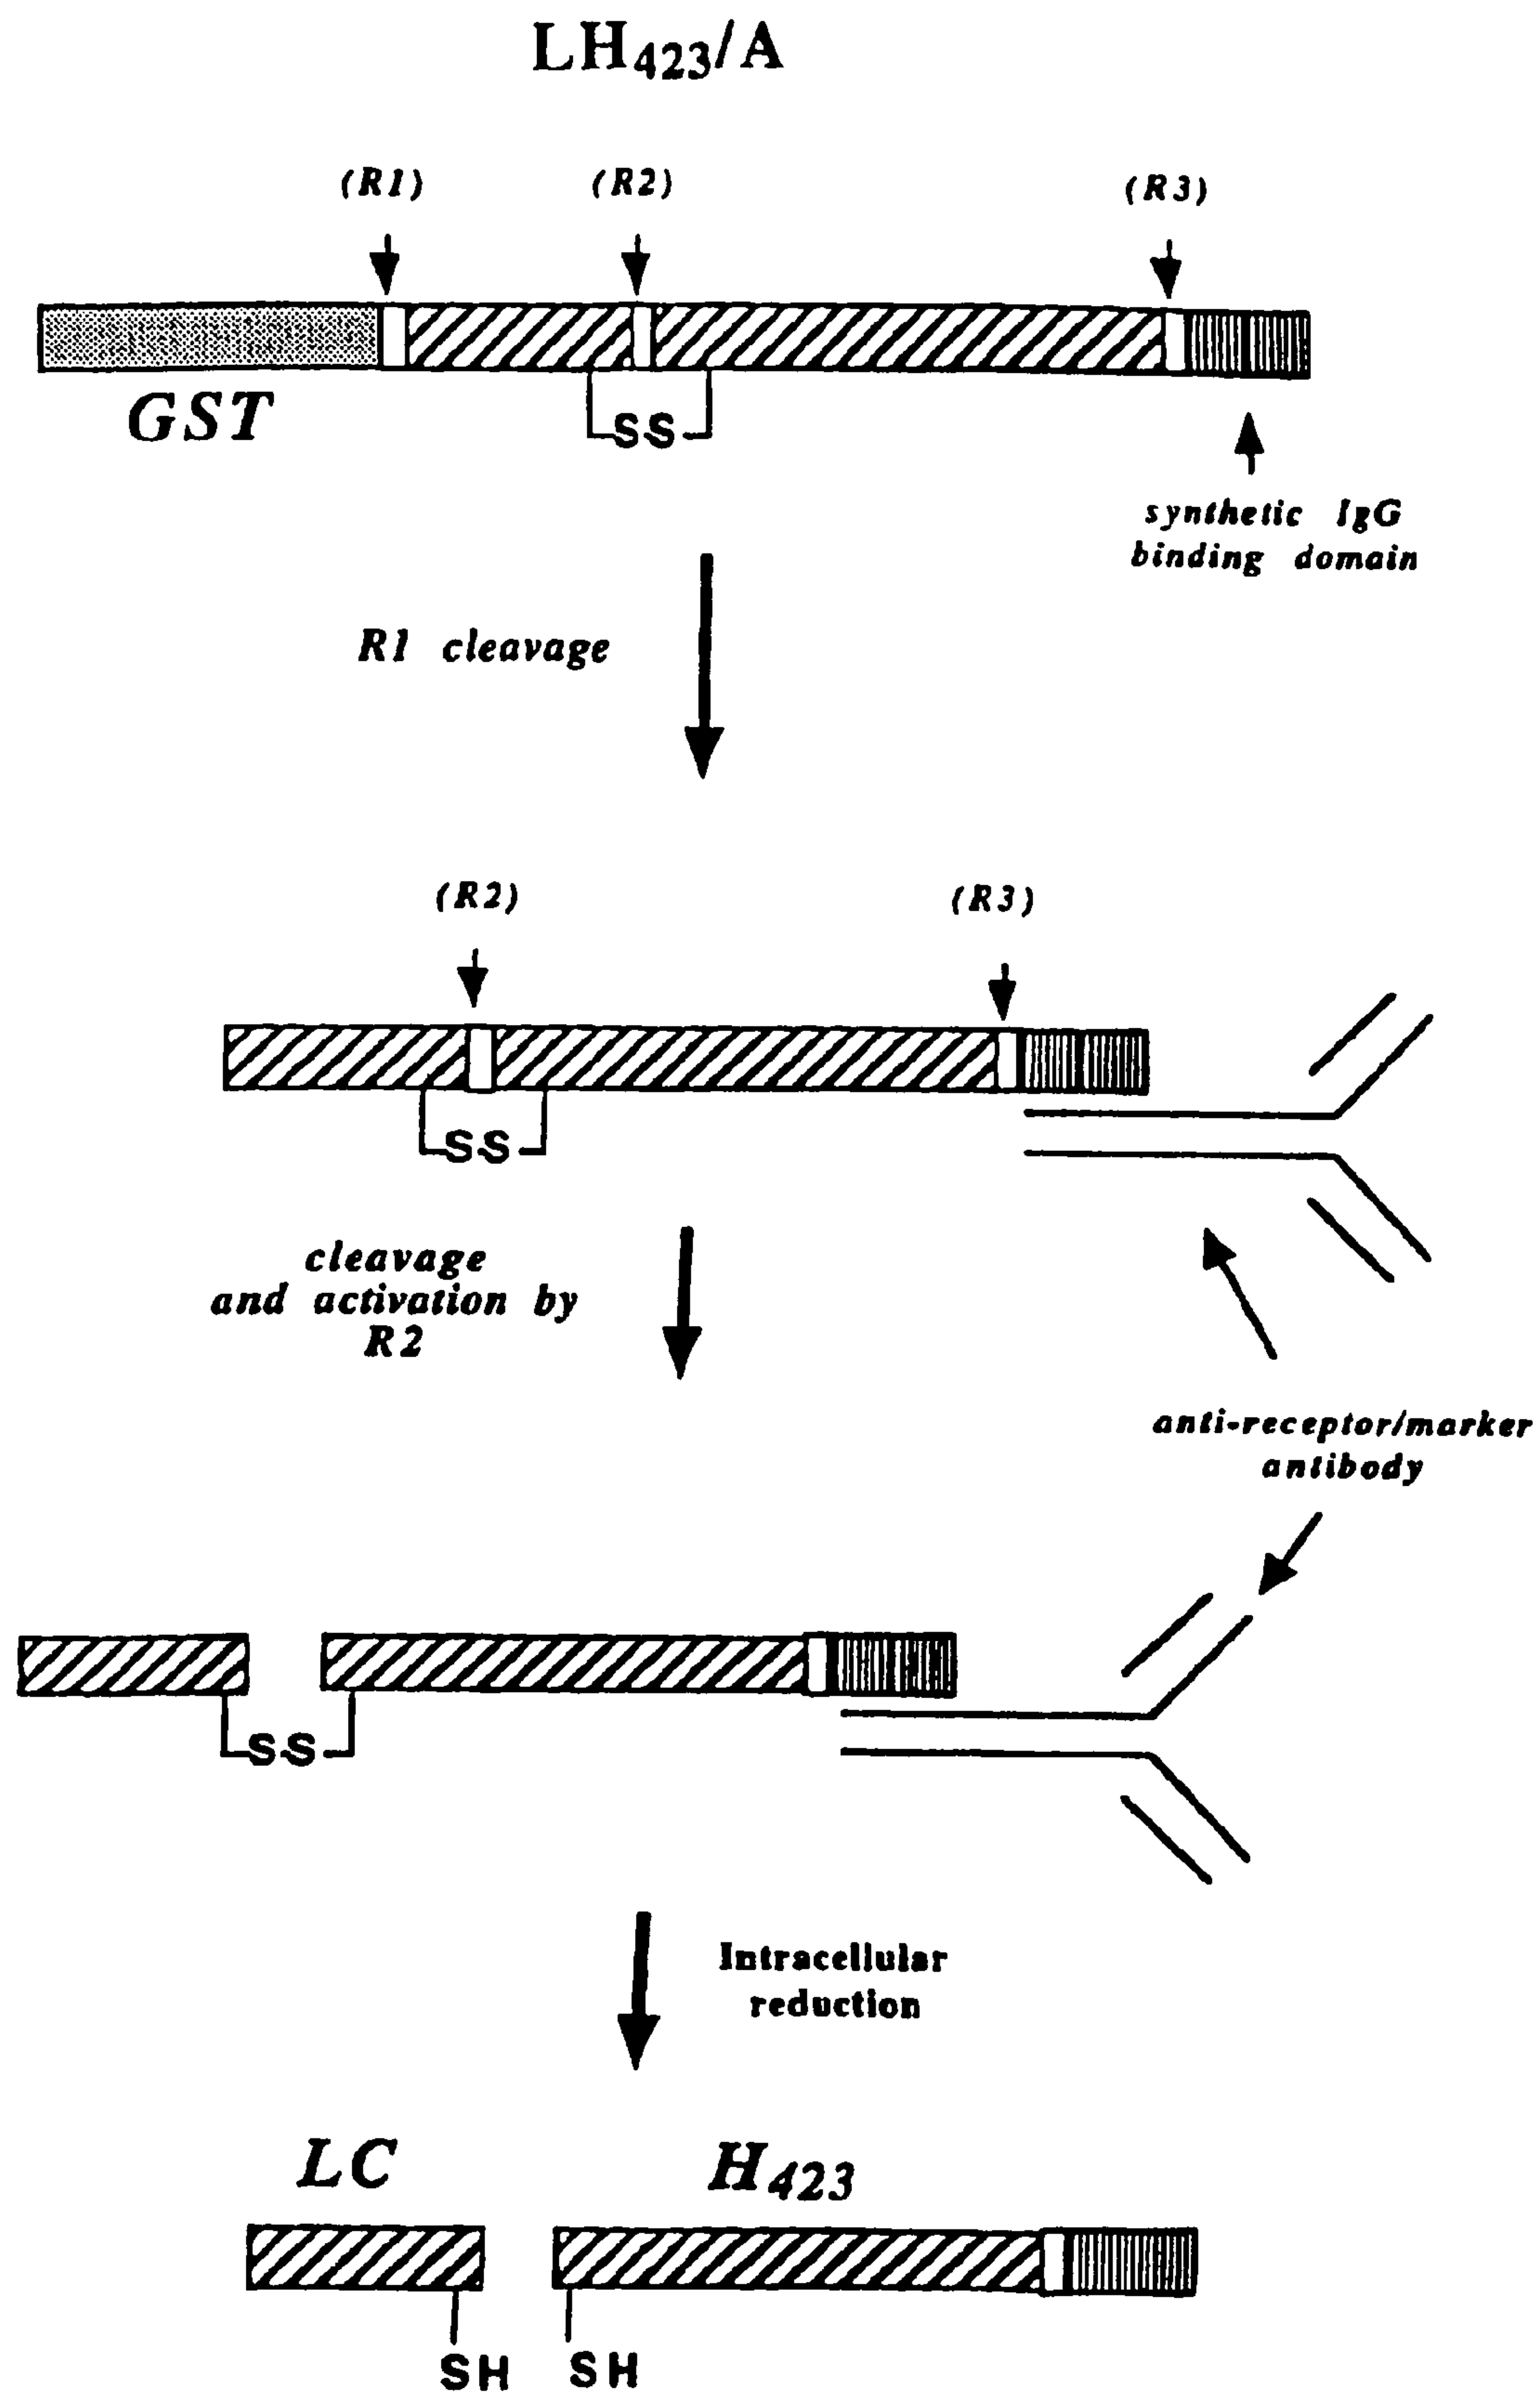 LH423/A
(R1) (R2) (R3)
GST
SS
synthetic IgG
binding domain
R1 cleavage
(R2) (R3)
SS
cleavage
and activation by
R2
anti-receptor/marker
antibody
SS
Intracellular
reduction
LC H423
SH SH